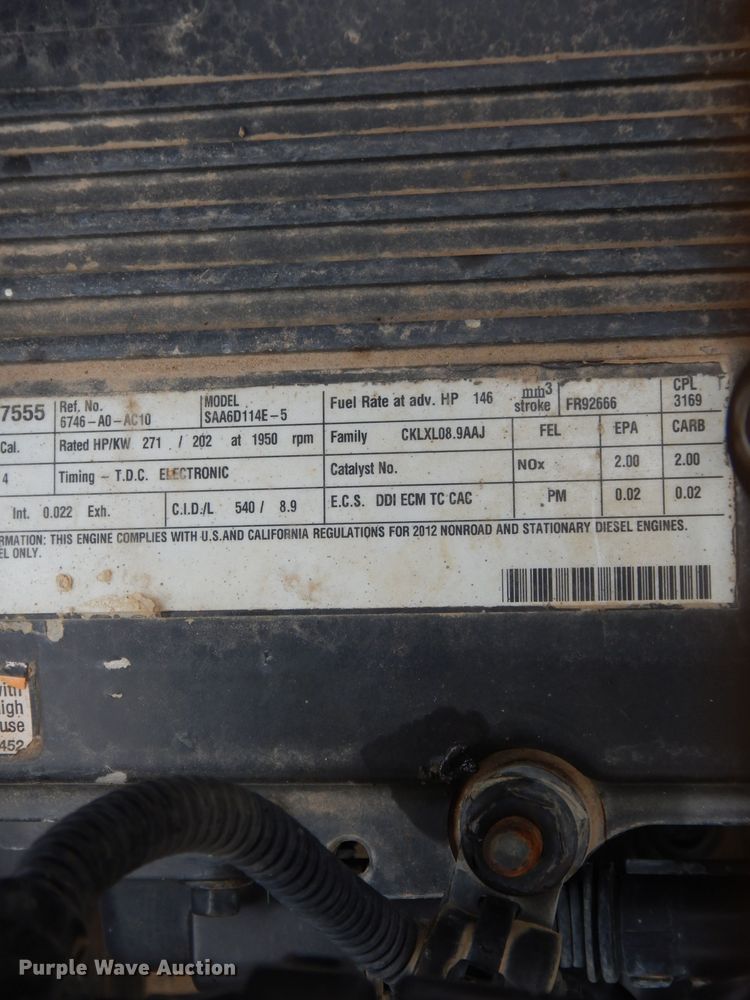 7555 Ref. No. 6746-A0-AC10 MODEL SAA6D114E-5 Fuel Rate at adv. HP 146 mm3 stroke FR92666 CPL 3169
Cal. Rated HP/KW 271 / 202 at 1950 rpm Family CKLXL08.9AAJ FEL EPA CARB
4 Timing – T.D.C. ELECTRONIC Catalyst No. NOx 2.00 2.00
Int. 0.022 Exh. C.I.D./L 540 / 8.9 E.C.S. DDI ECM TC CAC PM 0.02 0.02
RMATION: THIS ENGINE COMPLIES WITH U.S.AND CALIFORNIA REGULATIONS FOR 2012 NONROAD AND STATIONARY DIESEL ENGINES.
EL ONLY.
with
igh
use
452
Purple Wave Auction